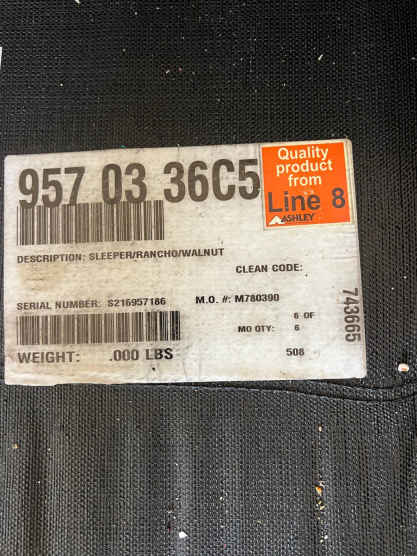 957 03 36C5
Quality
product
from
Line 8
ASHLEY
DESCRIPTION: SLEEPER/RANCHO/WALNUT
CLEAN CODE:
SERIAL NUMBER: S216957186
M.O. #: M780390
6 OF
MO QTY: 6
WEIGHT: .000 LBS
508
743665